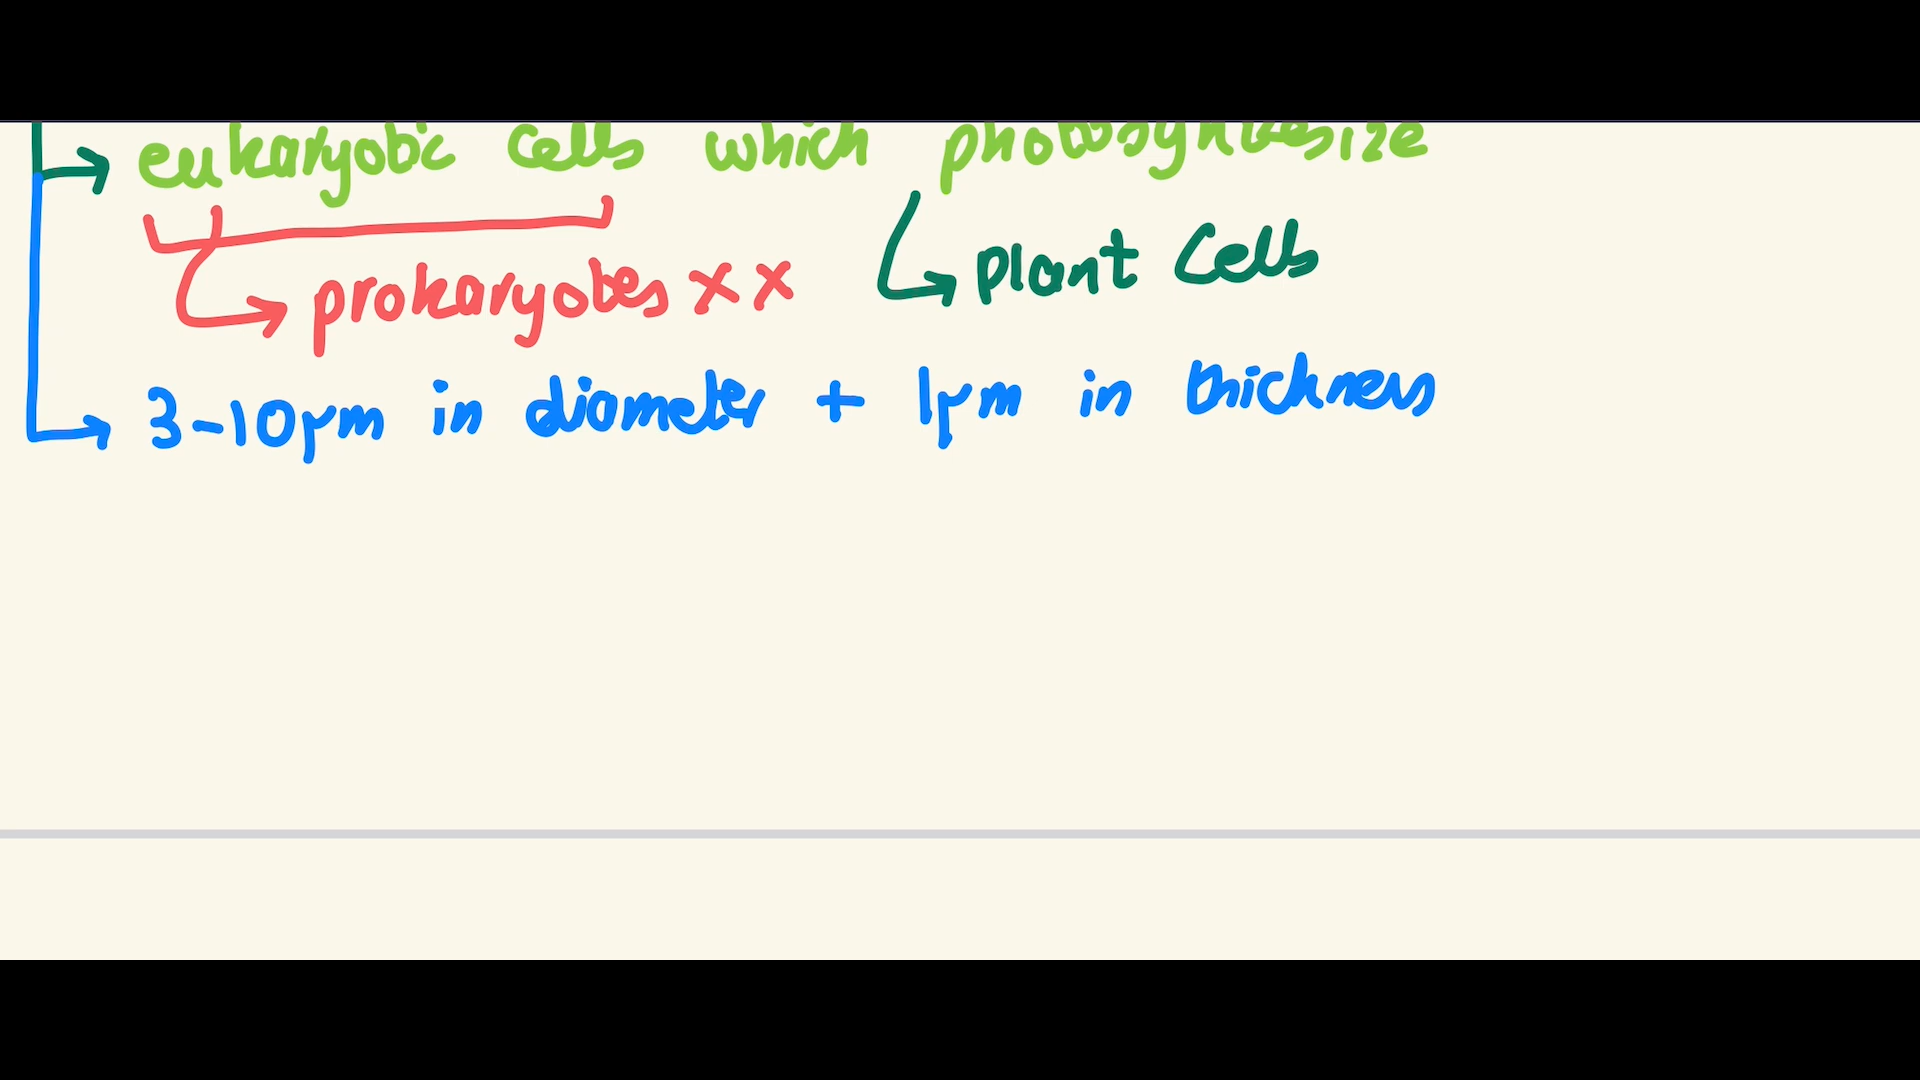 eukaryotic cells which photosynthesize
prokaryotes x x
plant cells
3-10μm in diameter + 1μm in thickness